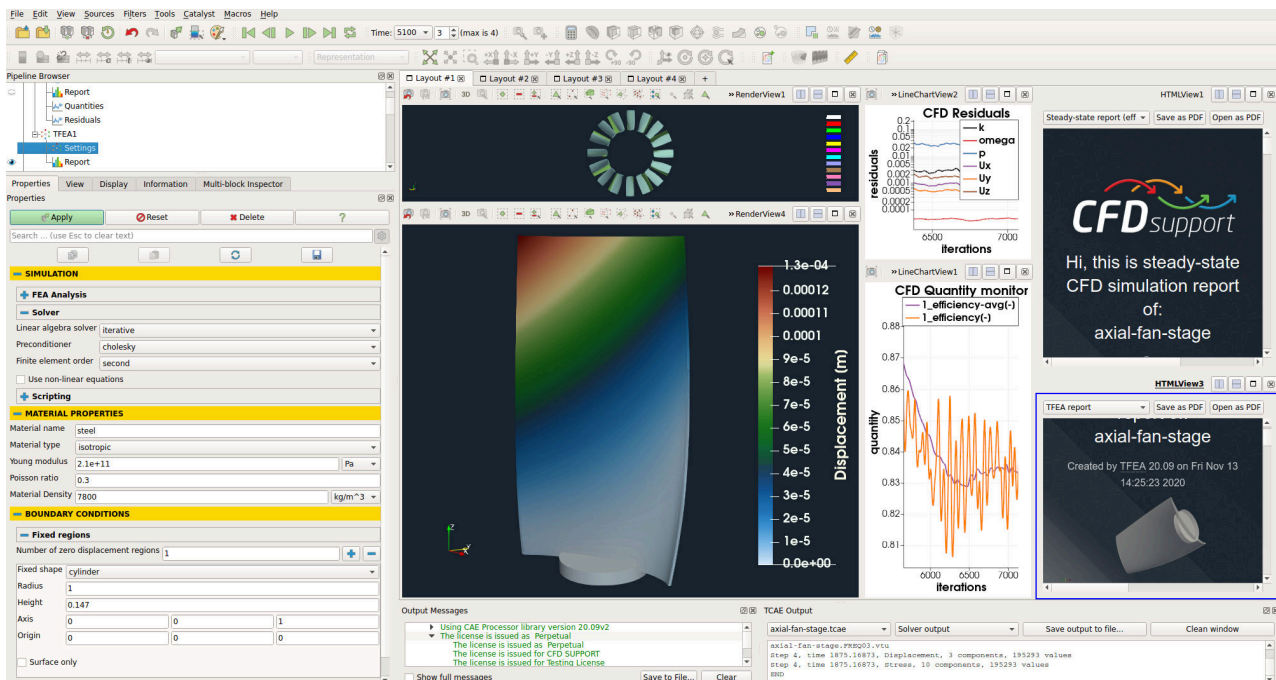 File Edit View Sources Filters Tools Catalyst Macros Help
Time: 5100 3 (max is 4)
Representation
Pipeline Browser
Report
Quantities
Residuals
TFEA1
Settings
Report
Properties View Display Information Multi-block Inspector
Properties
Apply Reset Delete ?
Search ... (use Esc to clear text)
SIMULATION
FEA Analysis
Solver
Linear algebra solver iterative
Preconditioner cholesky
Finite element order second
Use non-linear equations
Scripting
MATERIAL PROPERTIES
Material name steel
Material type isotropic
Young modulus 2.1e+11 Pa
Poisson ratio 0.3
Material Density 7800 kg/m^3
BOUNDARY CONDITIONS
Fixed regions
Number of zero displacement regions 1
Fixed shape cylinder
Radius 1
Height 0.147
Axis 0 0 1
Origin 0 0 0
Surface only
Layout #1 Layout #2 Layout #3 Layout #4 +
3D »RenderView1
3D »RenderView4
1.3e-04
0.00012
0.00011
0.0001
9e-5
8e-5
7e-5
6e-5
5e-5
4e-5
3e-5
2e-5
1e-5
0.0e+00
Displacement (m)
Z
»LineChartView2
CFD Residuals
0.2
0.1
0.05
0.02
0.01
0.005
0.002
0.001
0.0005
0.0002
0.0001
residuals
k
omega
p
Ux
Uy
Uz
6500 7000
iterations
»LineChartView1
CFD Quantity monitor
1_efficiency-avg(-)
1_efficiency(-)
0.88
0.87
0.86
0.85
0.84
0.83
0.82
0.81
quantity
6000 6500 7000
iterations
HTMLView1
Steady-state report (eff Save as PDF Open as PDF
CFD support
Hi, this is steady-state
CFD simulation report
of:
axial-fan-stage
HTMLView3
TFEA report Save as PDF Open as PDF
axial-fan-stage
Created by TFEA 20.09 on Fri Nov 13
14:25:23 2020
Output Messages
Using CAE Processor library version 20.09v2
The license is issued as Perpetual
The license is issued as Perpetual
The license is issued for CFD SUPPORT
The license is issued for Testing License
Show full messages Save to File... Clear
TCAE Output
axial-fan-stage.tcae Solver output Save output to file... Clean window
axial-fan-stage.FREQ03.vtu
Step 4, time 1875.16873, Displacement, 3 components, 195293 values
Step 4, time 1875.16873, Stress, 10 components, 195293 values
END